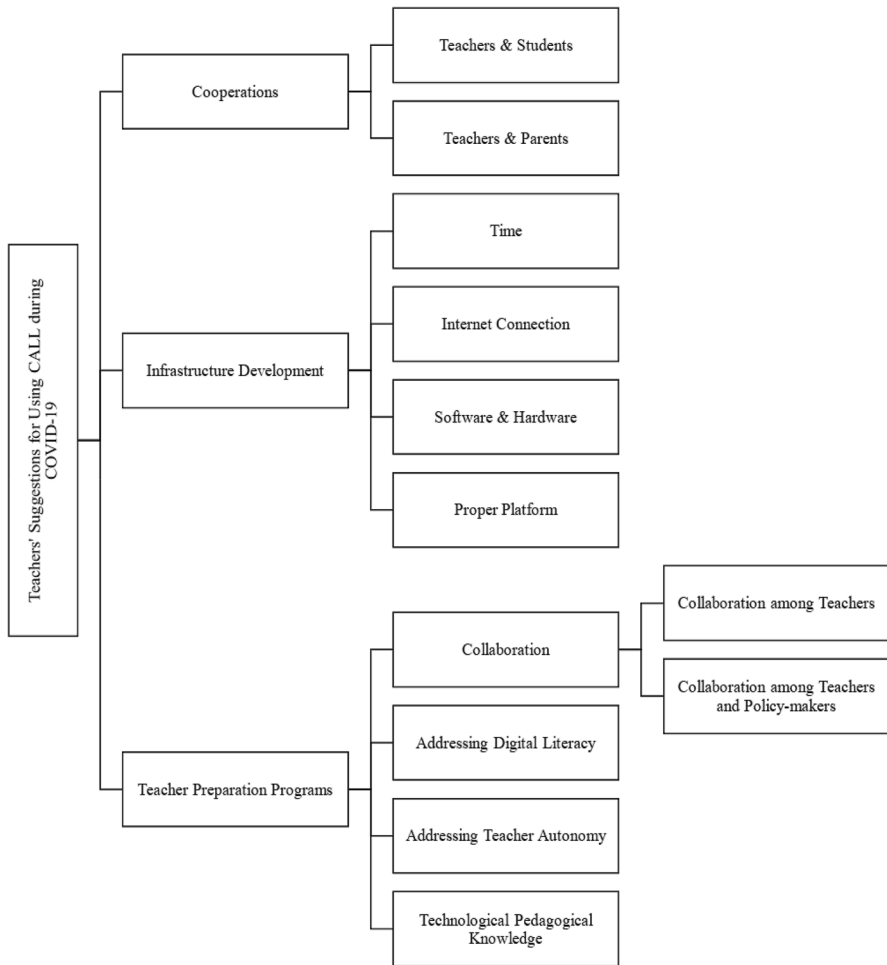 Teachers' Suggestions for Using CALL during
COVID-19
Cooperations
Teachers & Students
Teachers & Parents
Infrastructure Development
Time
Internet Connection
Software & Hardware
Proper Platform
Teacher Preparation Programs
Collaboration
Collaboration among Teachers
Collaboration among Teachers
and Policy-makers
Addressing Digital Literacy
Addressing Teacher Autonomy
Technological Pedagogical
Knowledge